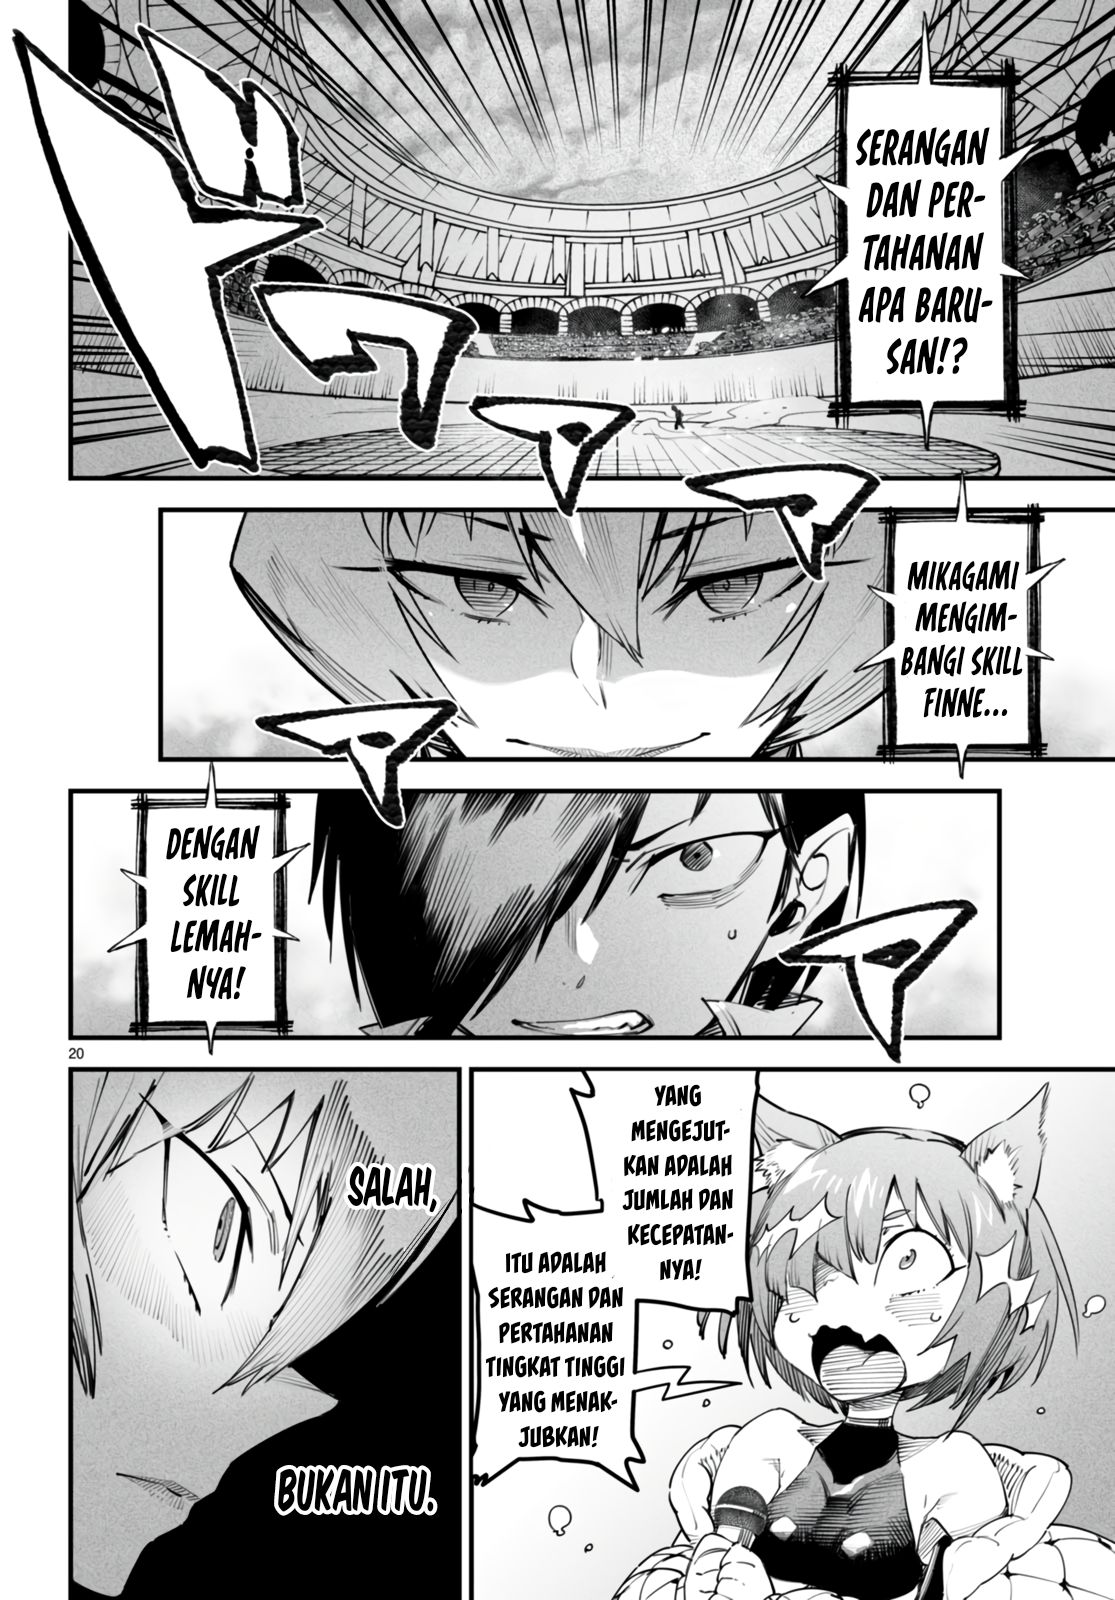 SERANGAN
DAN PER-
TAHANAN
APA BARU-
SAN!?
MIKAGAMI
MENGIM-
BANGI SKILL
FINNE...
DENGAN
SKILL
LEMAH-
NYA!
20
YANG
MENGEJUT-
KAN ADALAH
JUMLAH DAN
KECEPATAN-
NYA!
ITU ADALAH
SERANGAN DAN
PERTAHANAN
TINGKAT TINGGI
YANG MENAK-
JUBKAN!
SALAH,
BUKAN ITU.